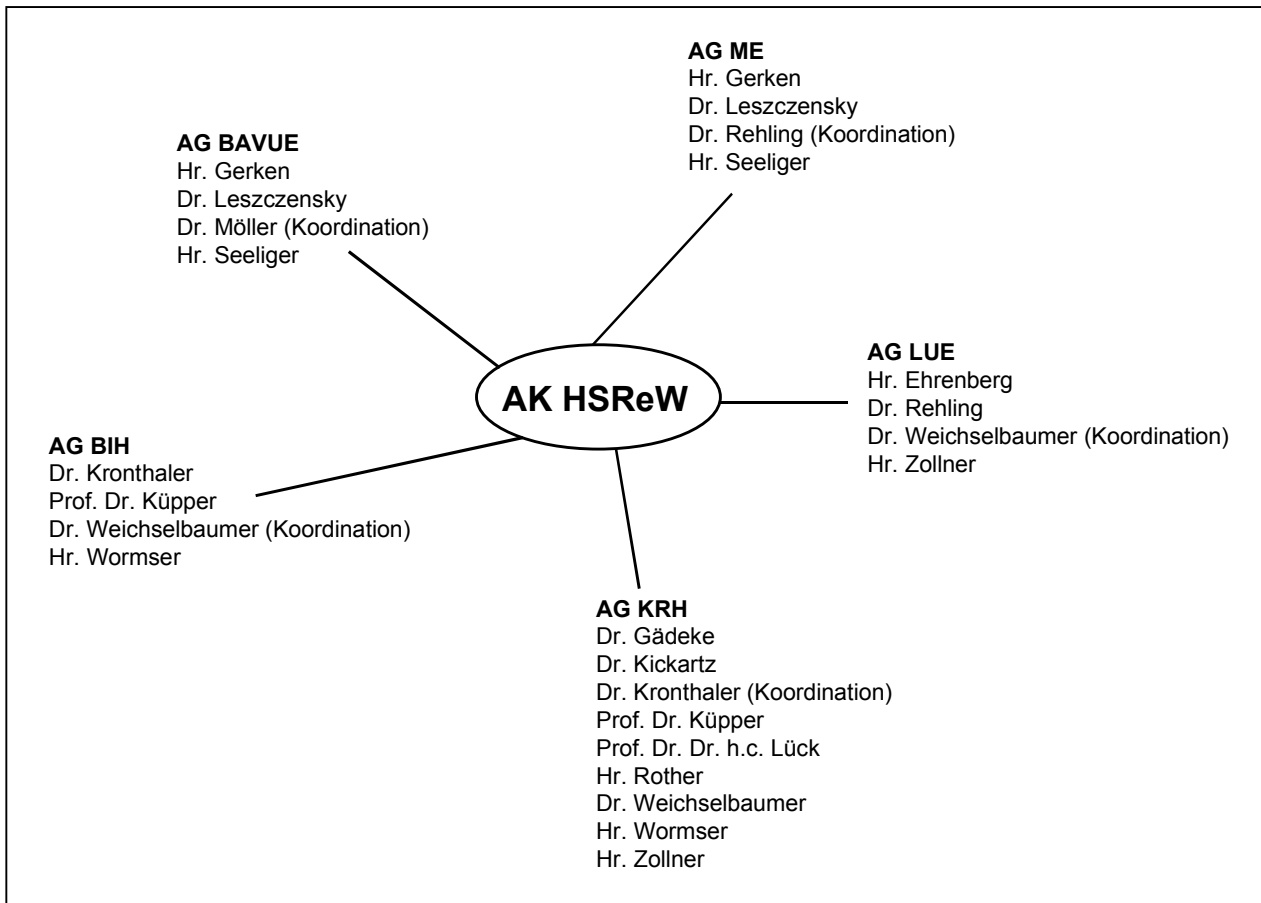 AG ME
Hr. Gerken
Dr. Leszczensky
Dr. Rehling (Koordination)
Hr. Seeliger
AG BAVUE
Hr. Gerken
Dr. Leszczensky
Dr. Möller (Koordination)
Hr. Seeliger
AK HSReW
AG LUE
Hr. Ehrenberg
Dr. Rehling
Dr. Weichselbaumer (Koordination)
Hr. Zollner
AG BIH
Dr. Kronthaler
Prof. Dr. Küpper
Dr. Weichselbaumer (Koordination)
Hr. Wormser
AG KRH
Dr. Gädeke
Dr. Kickartz
Dr. Kronthaler (Koordination)
Prof. Dr. Küpper
Prof. Dr. Dr. h.c. Lück
Hr. Rother
Dr. Weichselbaumer
Hr. Wormser
Hr. Zollner